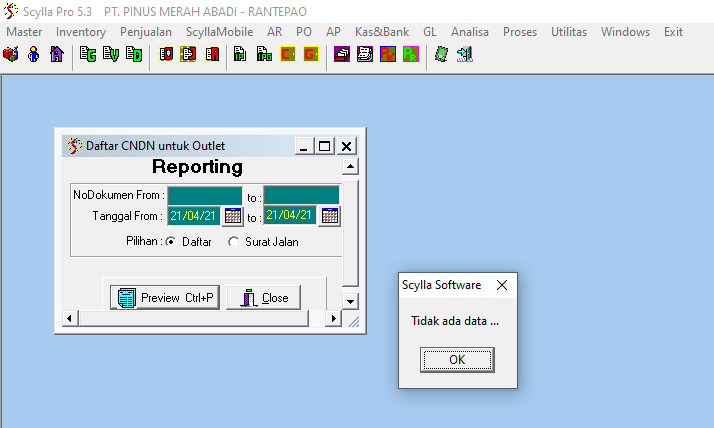 Scylla Pro 5.3 PT. PINUS MERAH ABADI - RANTEPAO
Master Inventory Penjualan ScyllaMobile AR PO AP Kas&Bank GL Analisa Proses Utilitas Windows Exit
Daftar CNDN untuk Outlet
Reporting
NoDokumen From : to :
Tanggal From : 21/04/21 to : 21/04/21
Pilihan : Daftar Surat Jalan
Preview Ctrl+P Close
Scylla Software
Tidak ada data ...
OK